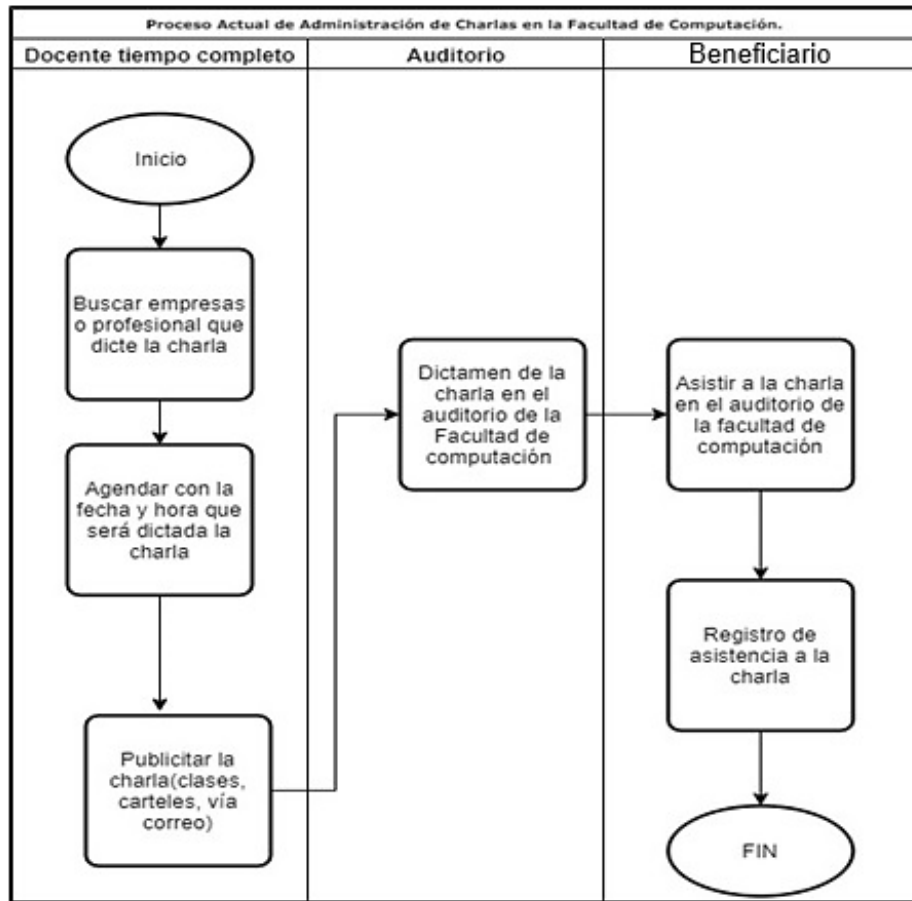 Proceso Actual de Administración de Charlas en la Facultad de Computación.
Docente tiempo completo
Auditorio
Beneficiario
Inicio
Buscar empresas
o profesional que
dicte la charla
Agendar con la
fecha y hora que
será dictada la
charla
Publicitar la
charla(clases,
carteles, vía
correo)
Dictamen de la
charla en el
auditorio de la
Facultad de
computación
Asistir a la charla
en el auditorio de
la facultad de
computación
Registro de
asistencia a la
charla
FIN